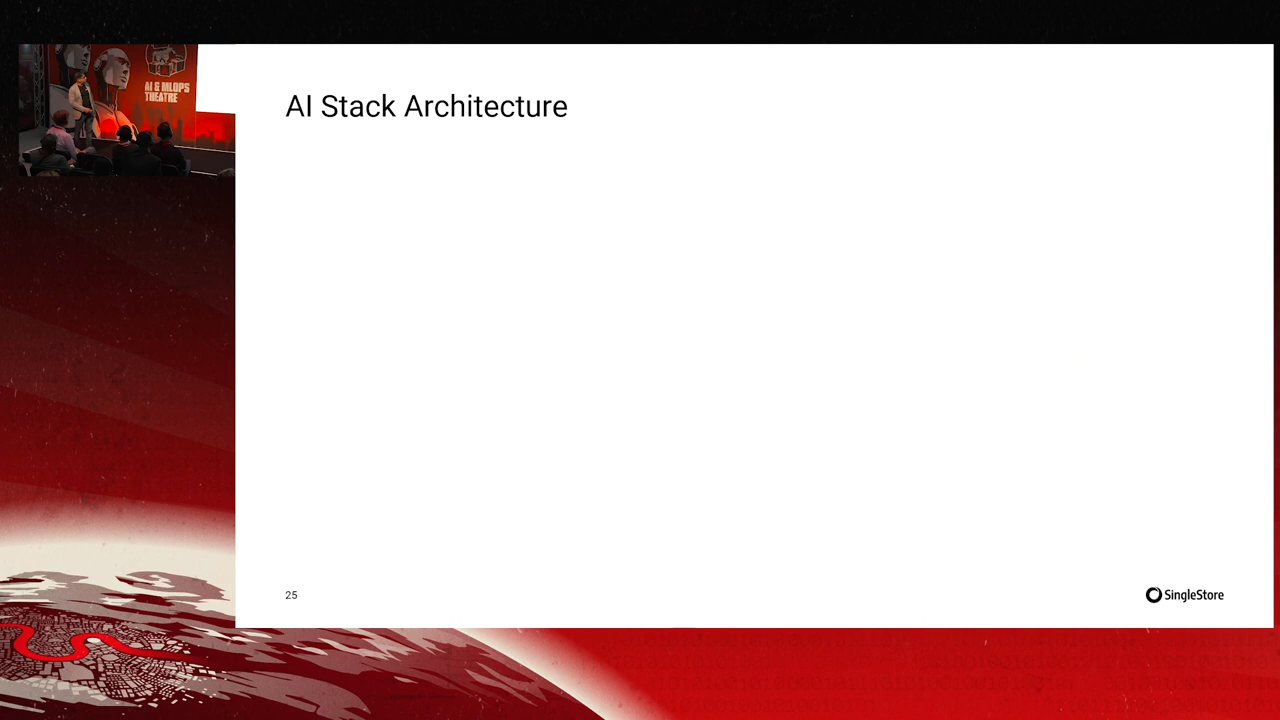 AI & MLOPS
THEATRE
AI Stack Architecture
25
SingleStore